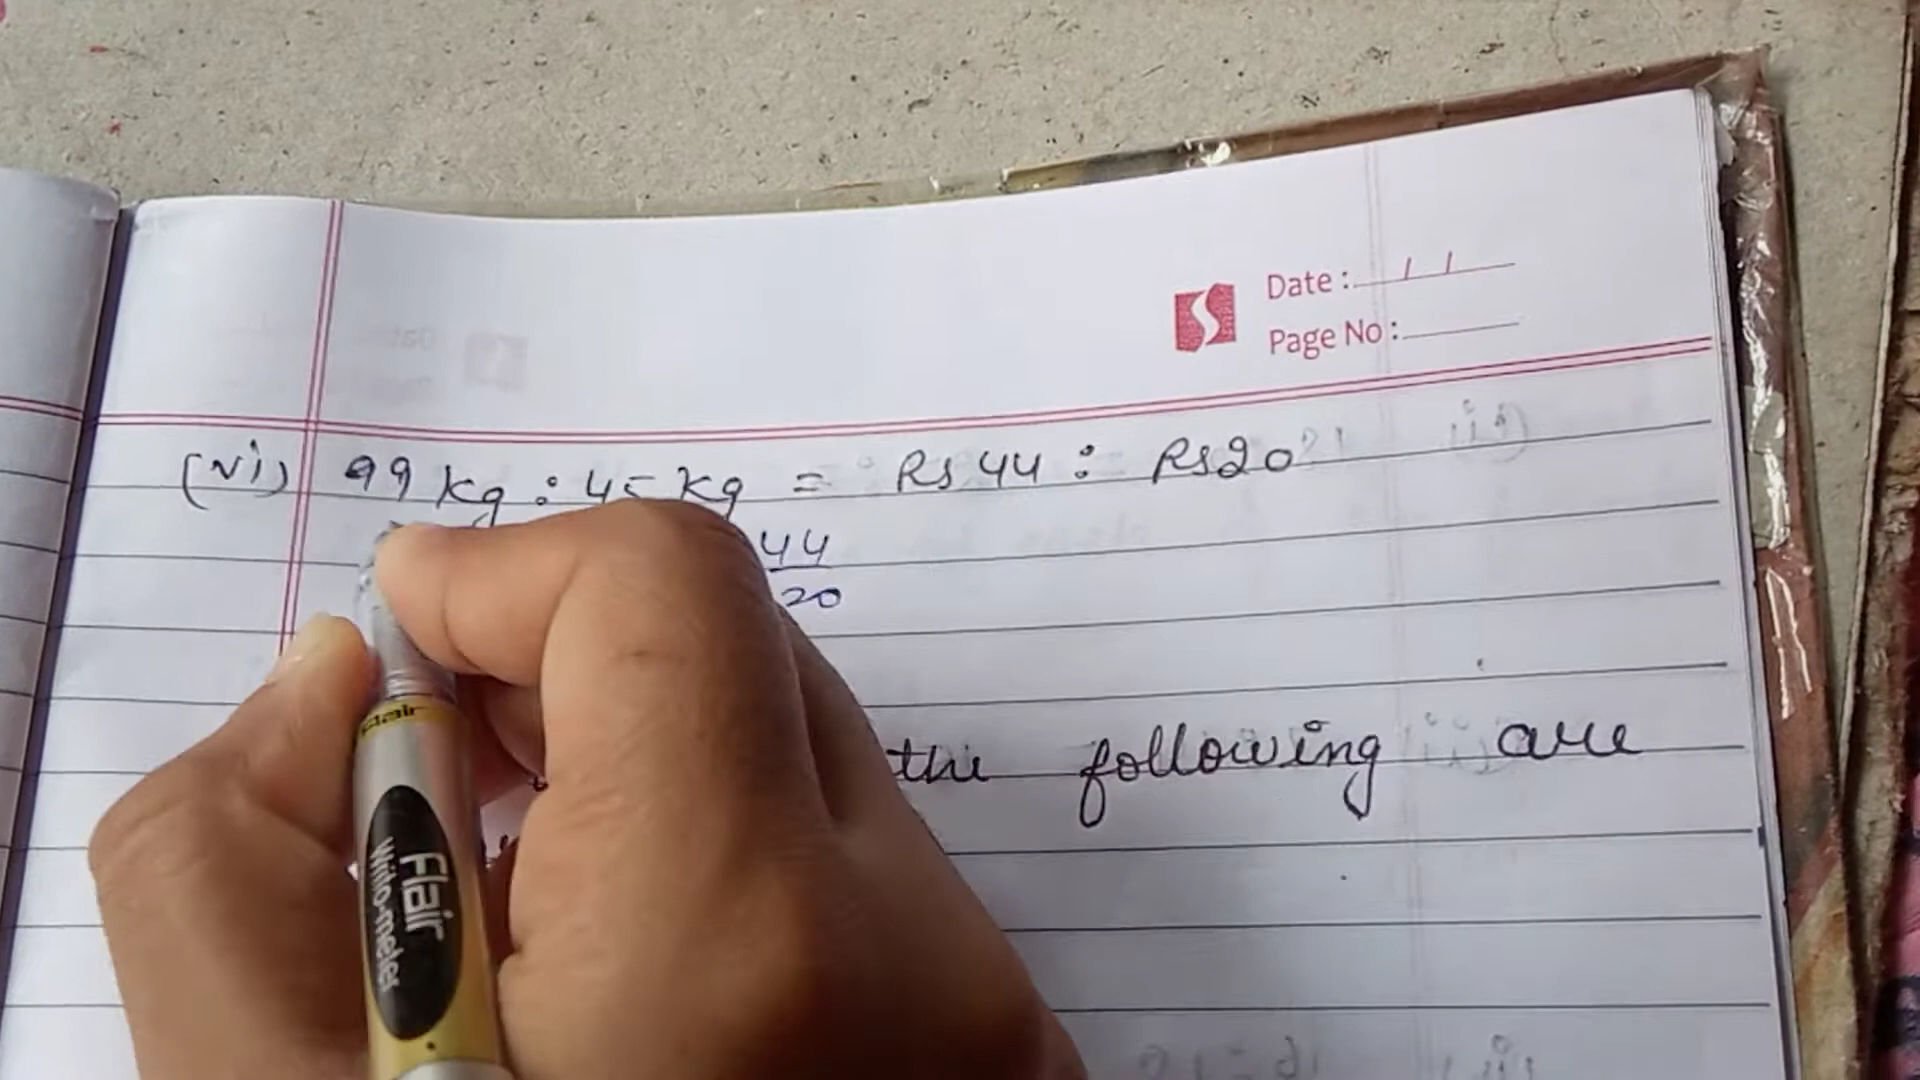 Date :
Page No :
(vi) 99 kg : 45 kg = Rs 44 : Rs 20
44
20
the following are
Flair
Writo-meter
Flair